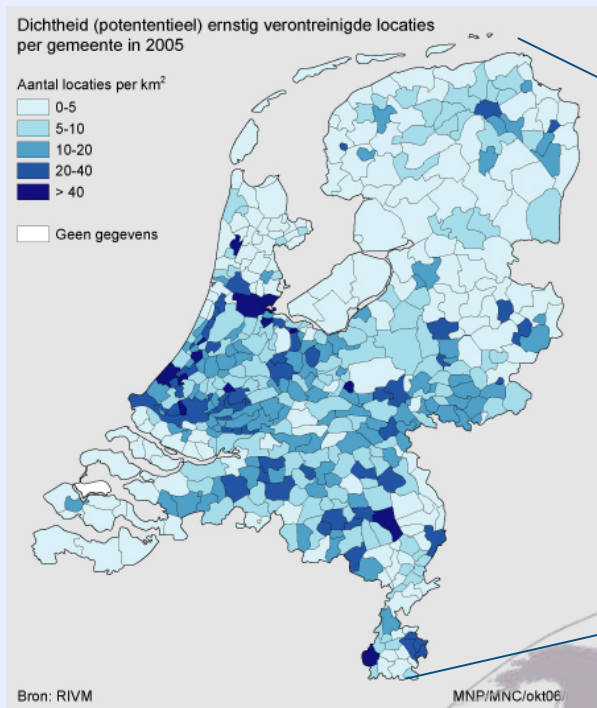 Dichtheid (potententieel) ernstig verontreinigde locaties
per gemeente in 2005
Aantal locaties per km²
0-5
5-10
10-20
20-40
> 40
Geen gegevens
Bron: RIVM
MNP/MNC/okt06/